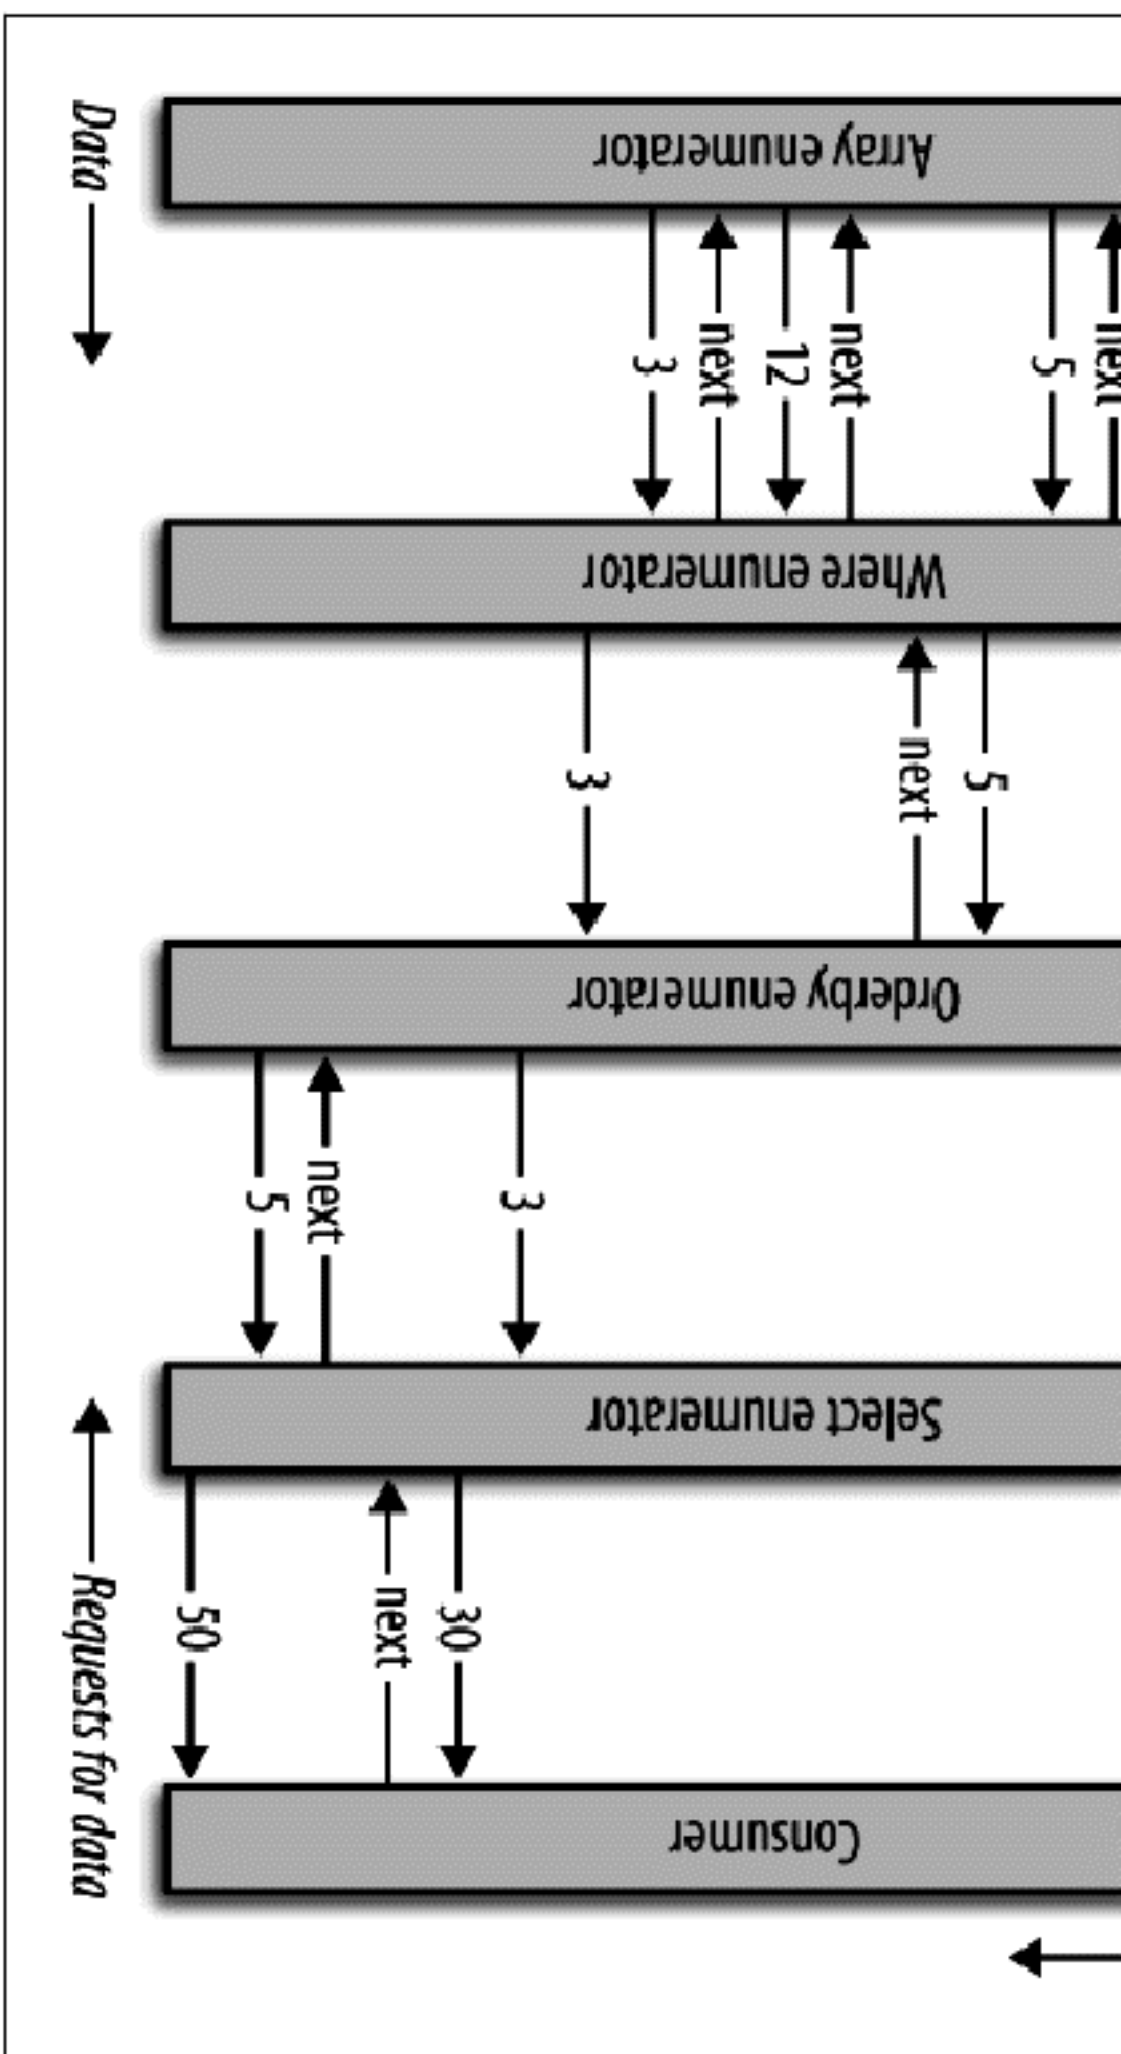 Data
Array enumerator
3
next
12
next
5
next
Where enumerator
3
next
5
Orderby enumerator
5
next
3
Select enumerator
50
next
30
Requests for data
Consumer